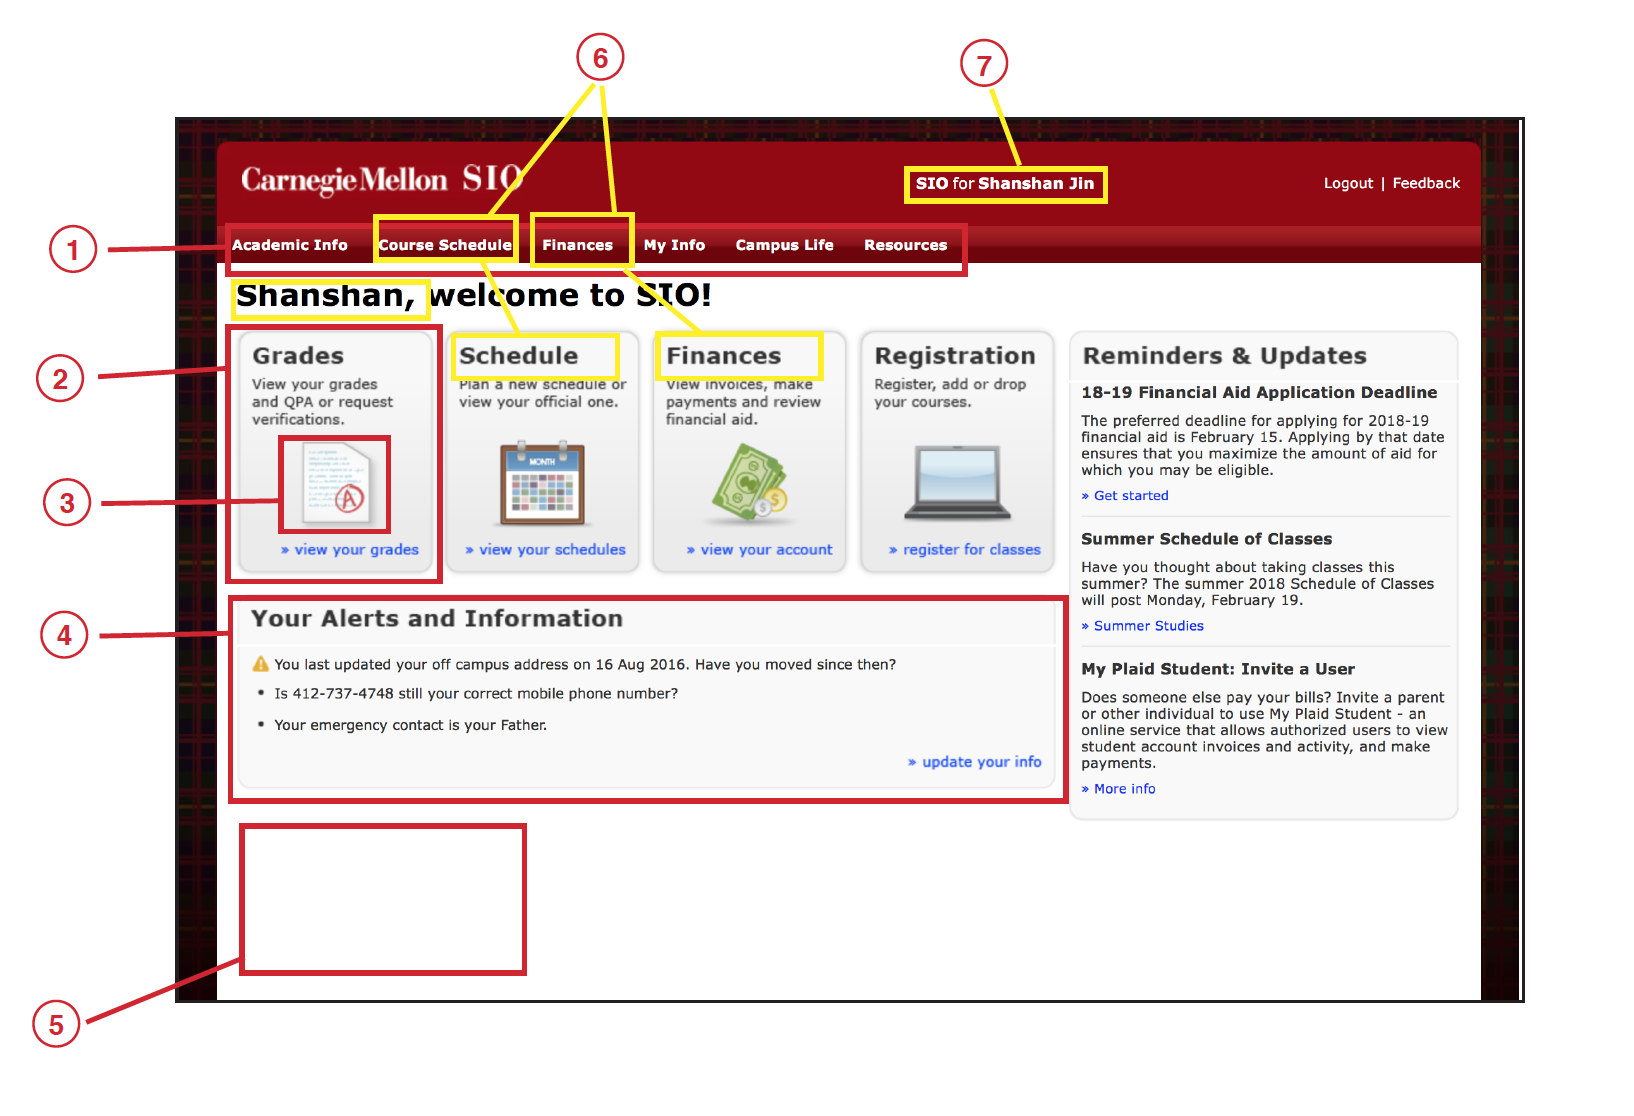 6
7
Carnegie Mellon SIO
SIO for Shanshan Jin
Logout | Feedback
1
Academic Info
Course Schedule
Finances
My Info
Campus Life
Resources
Shanshan, welcome to SIO!
2
Grades
View your grades
and QPA or request
verifications.
3
A
» view your grades
Schedule
Plan a new schedule or
view your official one.
MONTH
» view your schedules
Finances
View invoices, make
payments and review
financial aid.
$
$
» view your account
Registration
Register, add or drop
your courses.
» register for classes
Reminders & Updates
18-19 Financial Aid Application Deadline
The preferred deadline for applying for 2018-19
financial aid is February 15. Applying by that date
ensures that you maximize the amount of aid for
which you may be eligible.
» Get started
Summer Schedule of Classes
Have you thought about taking classes this
summer? The summer 2018 Schedule of Classes
will post Monday, February 19.
» Summer Studies
My Plaid Student: Invite a User
Does someone else pay your bills? Invite a parent
or other individual to use My Plaid Student - an
online service that allows authorized users to view
student account invoices and activity, and make
payments.
» More info
4
Your Alerts and Information
You last updated your off campus address on 16 Aug 2016. Have you moved since then?
• Is 412-737-4748 still your correct mobile phone number?
• Your emergency contact is your Father.
» update your info
5